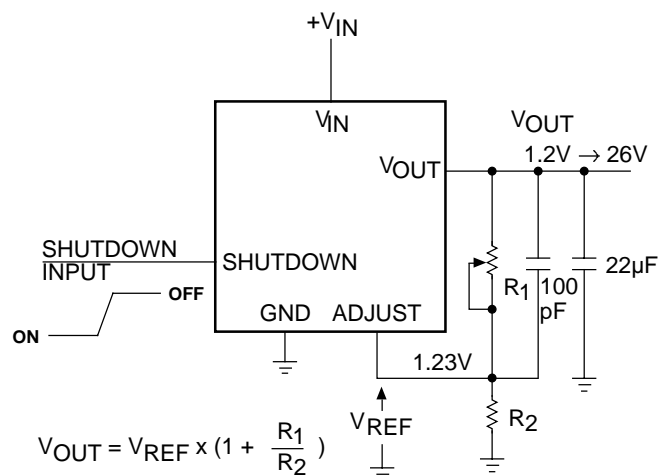 +VIN
VIN
VOUT
VOUT
1.2V → 26V
SHUTDOWN
INPUT
SHUTDOWN
OFF
ON
GND
ADJUST
R1
100
pF
22µF
1.23V
VREF
R2
VOUT = VREF x (1 + R1/R2 )